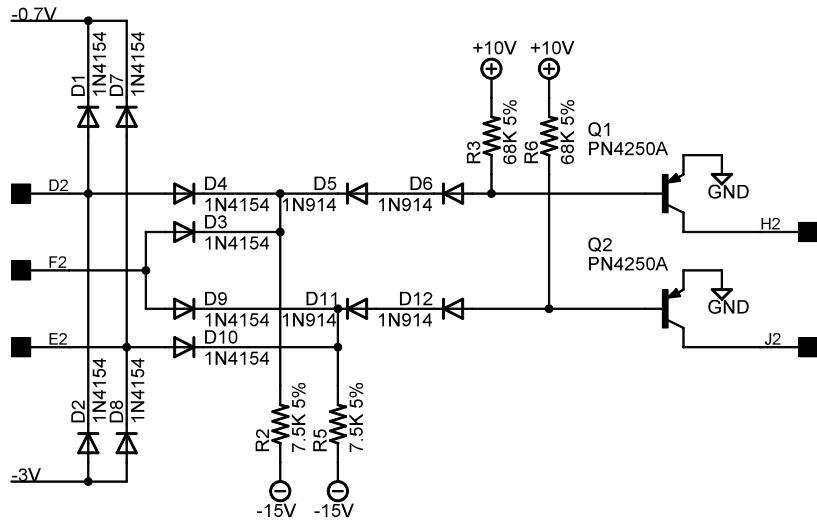 -0.7V
D1
1N4154
D7
1N4154
+10V
+10V
R3
68K 5%
R6
68K 5%
Q1
PN4250A
GND
D2
D4
1N4154
D5
1N914
D6
1N914
H2
D3
1N4154
F2
Q2
PN4250A
GND
D9
1N4154
D11
1N914
D12
1N914
E2
D10
1N4154
J2
D2
1N4154
D8
1N4154
R2
7.5K 5%
R5
7.5K 5%
-3V
-15V
-15V